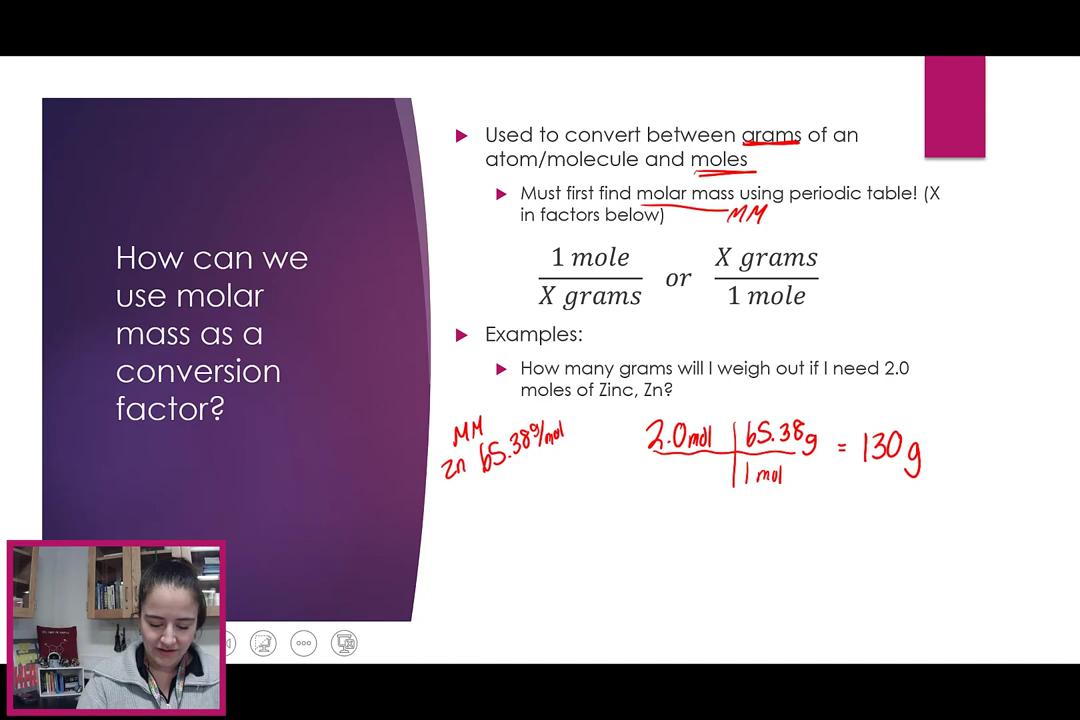 How can we
use molar
mass as a
conversion
factor?
Used to convert between grams of an
atom/molecule and moles
Must first find molar mass using periodic table! (X
in factors below)
MM
1 mole
X grams
or
X grams
1 mole
Examples:
How many grams will I weigh out if I need 2.0
moles of Zinc, Zn?
MM
Zn 65.38g/mol
2.0mol | 65.38g = 130g
1 mol